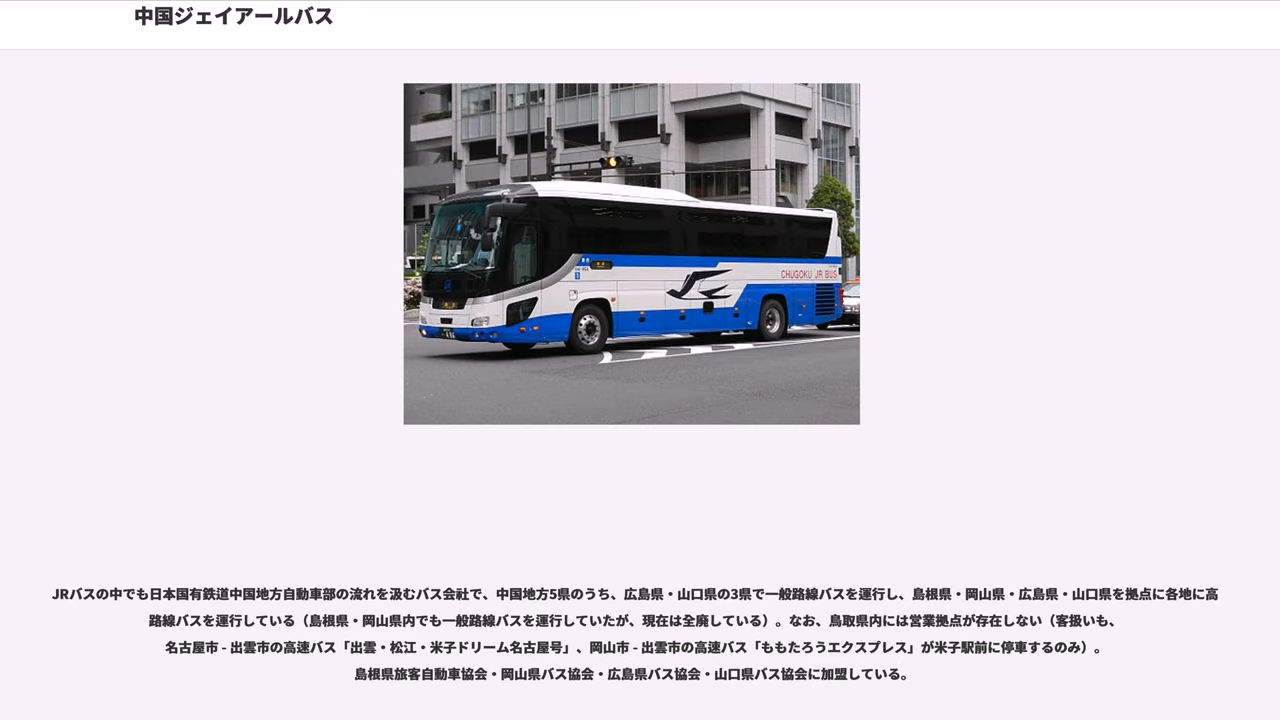 中国ジェイアールバス
CHUGOKU JR BUS
JRバスの中でも日本国有鉄道中国地方自動車部の流れを汲むバス会社で、中国地方5県のうち、広島県・山口県の3県で一般路線バスを運行し、島根県・岡山県・広島県・山口県を拠点に各地に高
路線バスを運行している（島根県・岡山県内でも一般路線バスを運行していたが、現在は全廃している）。なお、鳥取県内には営業拠点が存在しない（客扱いも、
名古屋市 - 出雲市の高速バス「出雲・松江・米子ドリーム名古屋号」、岡山市 - 出雲市の高速バス「ももたろうエクスプレス」が米子駅前に停車するのみ）。
島根県旅客自動車協会・岡山県バス協会・広島県バス協会・山口県バス協会に加盟している。